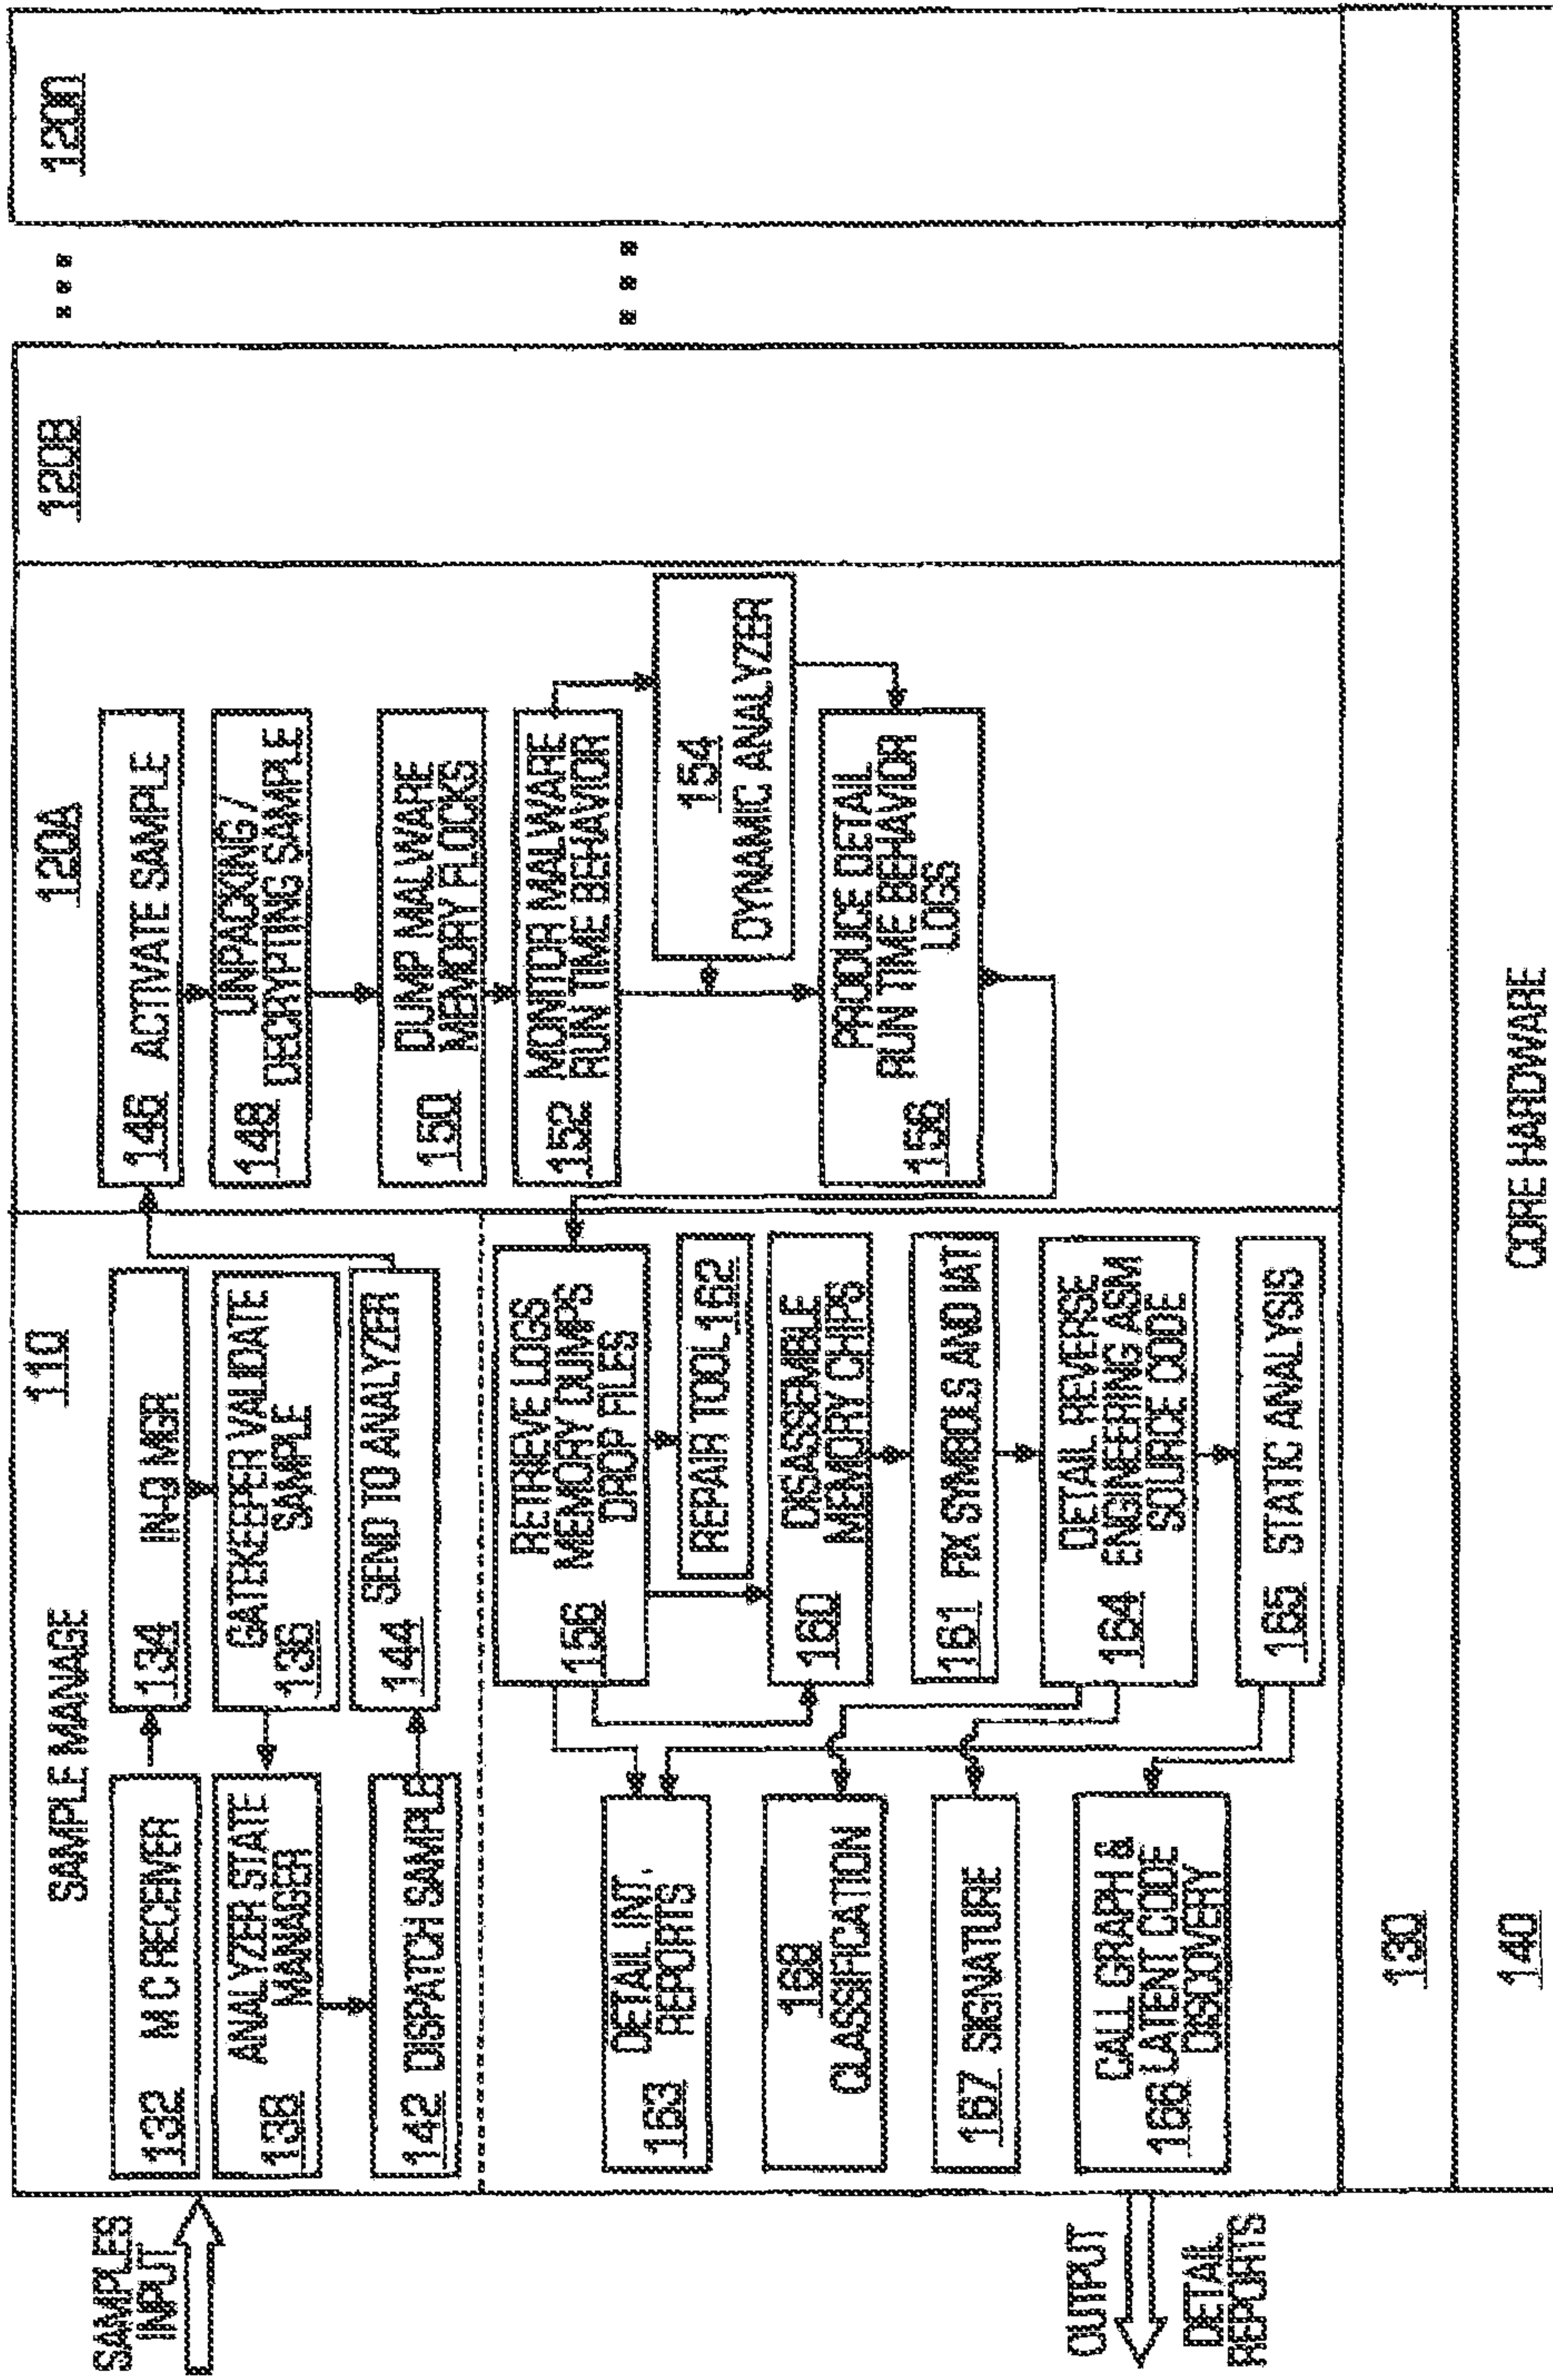 SAMPLES
INPUT
SAMPLE MANAGE
110
132 M C RECEIVER
134 IN-Q MGR
138
ANALYZER STATE
MANAGER
GATEKEEPER VALIDATE
SAMPLE
136
142 DISPATCH SAMPLE
144 SEND TO ANALYZER
120A
146 ACTIVATE SAMPLE
UNPACKING /
148 DECRYPTING SAMPLE
150
DUMP MALWARE
MEMORY FLOCKS
152
MONITOR MALWARE
RUN TIME BEHAVIOR
154
DYNAMIC ANALYZER
156
PRODUCE DETAIL
RUN TIME BEHAVIOR
LOGS
120B
120n
156
RETRIEVE LOGS
MEMORY DUMPS
DROP FILES
REPAIR TOOL 162
160
DISASSEMBLE
MEMORY CHIPS
161 FIX SYMBOLS AND IAT
164
DETAIL REVERSE
ENGINEERING ASM
SOURCE CODE
165 STATIC ANALYSIS
163
DETAIL INT.
REPORTS
168
CLASSIFICATION
167 SIGNATURE
CALL GRAPH &
166 LATENT CODE
DISCOVERY
OUTPUT
DETAIL
REPORTS
130
140
CORE HARDWARE